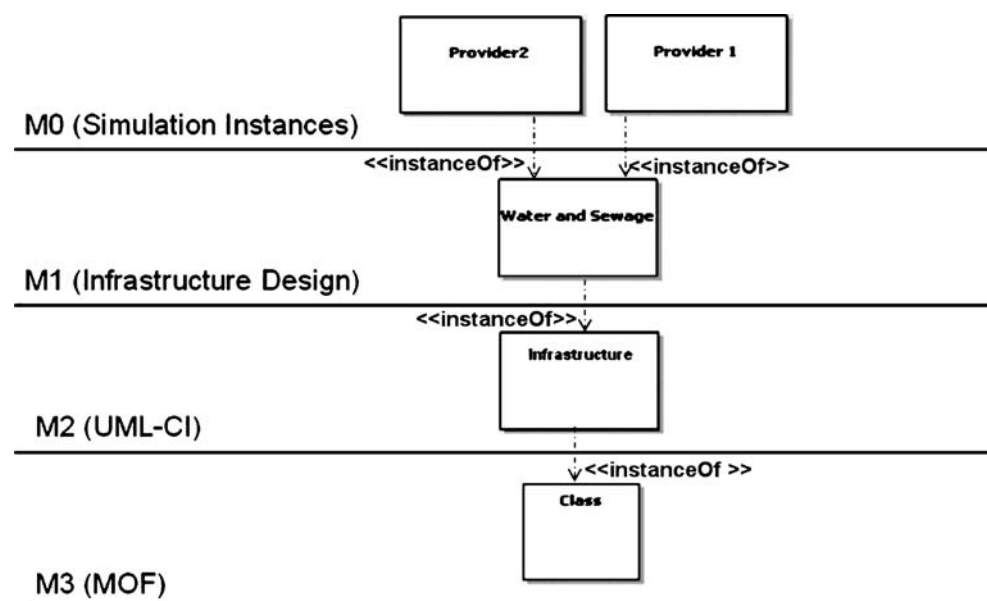 Provider2
Provider 1
M0 (Simulation Instances)
<<instanceOf>>
<<instanceOf>>
Water and Sewage
M1 (Infrastructure Design)
<<instanceOf>>
Infrastructure
M2 (UML-CI)
<<instanceOf >>
Class
M3 (MOF)